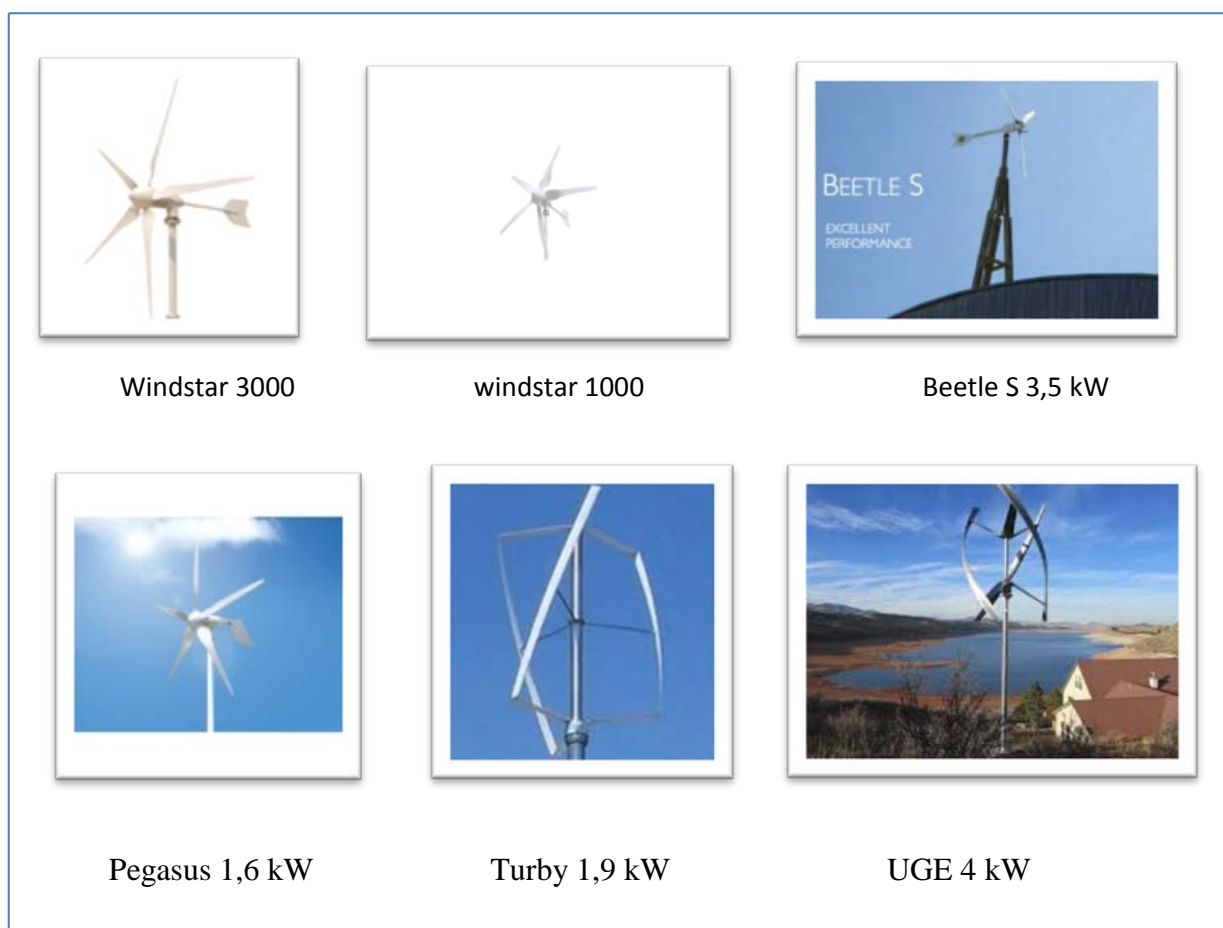 BEETLE S
EXCELLENT
PERFORMANCE
Windstar 3000
windstar 1000
Beetle S 3,5 kW
Pegasus 1,6 kW
Turby 1,9 kW
UGE 4 kW